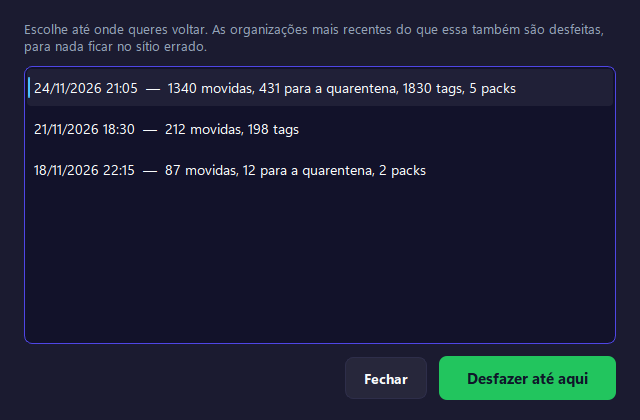 Escolhe até onde queres voltar. As organizações mais recentes do que essa também são desfeitas,
para nada ficar no sítio errado.
24/11/2026 21:05 — 1340 movidas, 431 para a quarentena, 1830 tags, 5 packs
21/11/2026 18:30 — 212 movidas, 198 tags
18/11/2026 22:15 — 87 movidas, 12 para a quarentena, 2 packs
Fechar
Desfazer até aqui